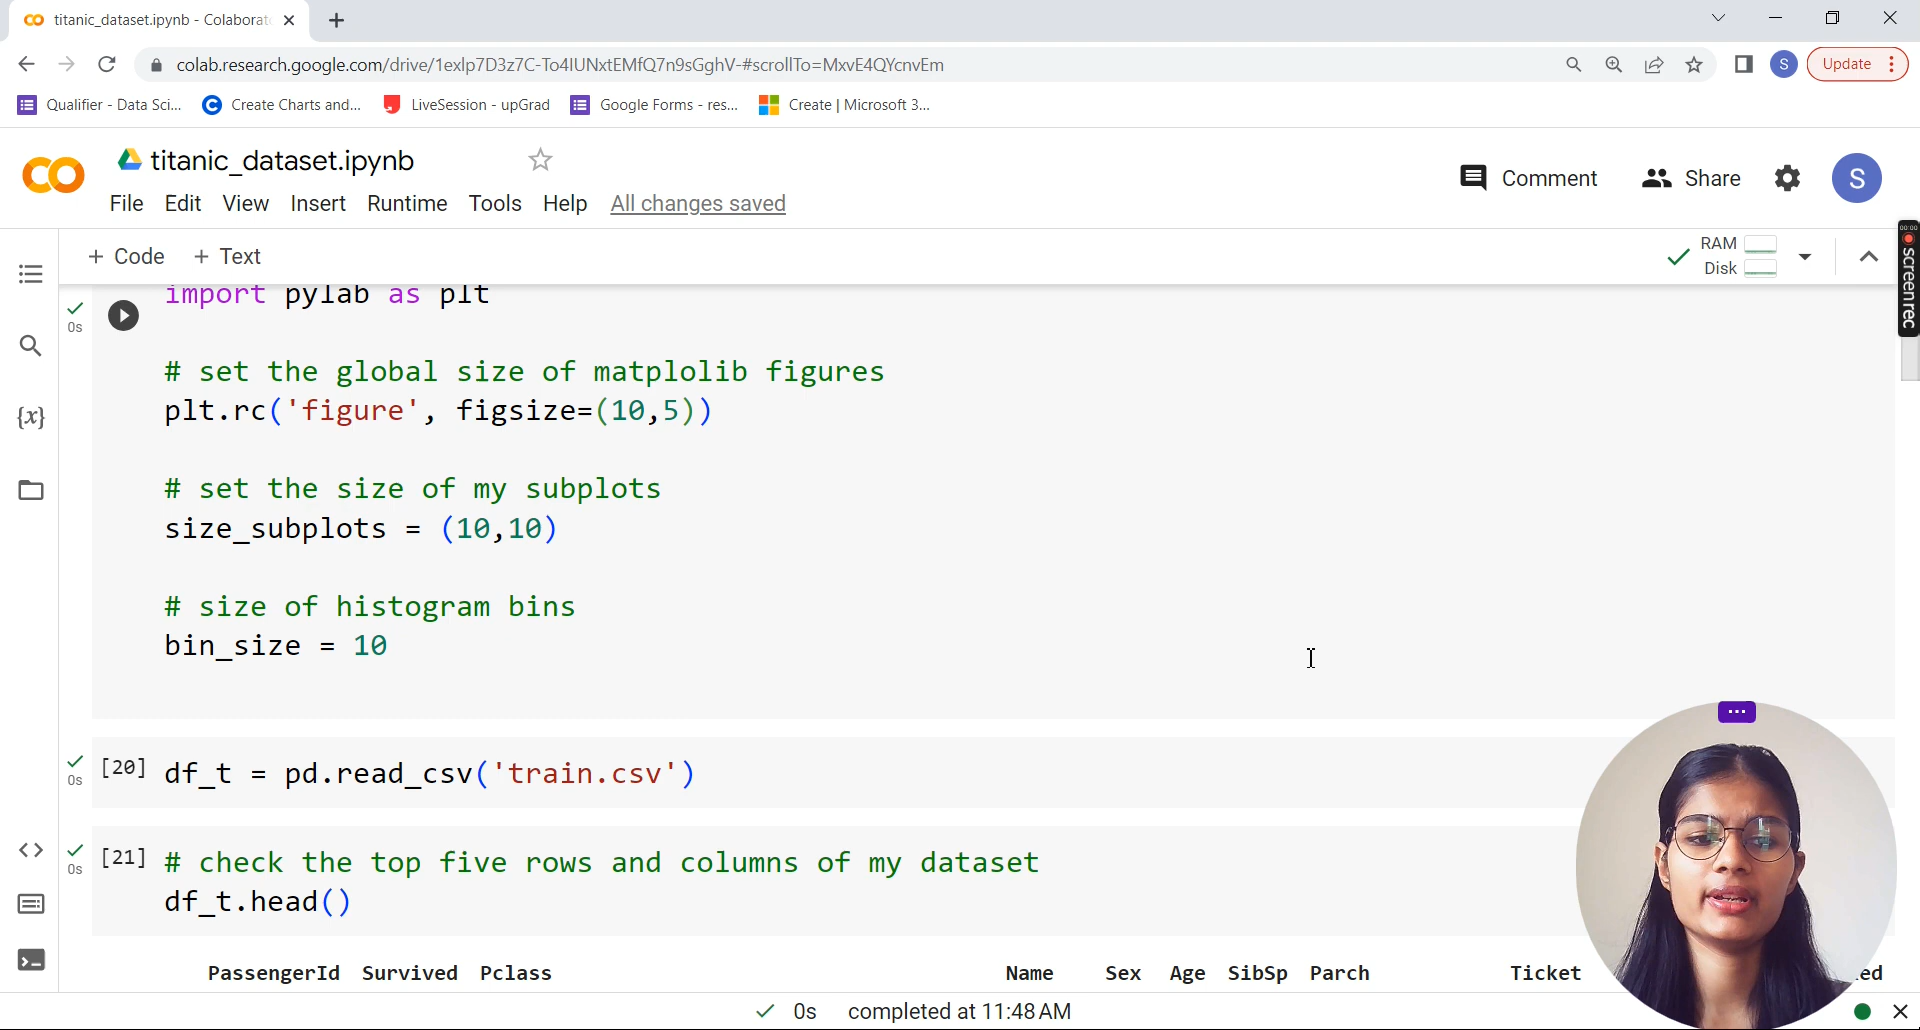 titanic_dataset.ipynb - Colaborat
colab.research.google.com/drive/1exIp7D3z7C-To4IUNxtEMfQ7n9sGghV-#scrollTo=MxvE4QYcnvEm
S
Update
Qualifier - Data Sci...
Create Charts and...
LiveSession - upGrad
Google Forms - res...
Create | Microsoft 3...
titanic_dataset.ipynb
Comment
Share
S
File Edit View Insert Runtime Tools Help All changes saved
+ Code + Text
RAM
Disk
00:00
screenrec
{x}
0s
import pylab as plt
# set the global size of matplolib figures
plt.rc('figure', figsize=(10,5))
# set the size of my subplots
size_subplots = (10,10)
# size of histogram bins
bin_size = 10
0s
[20] df_t = pd.read_csv('train.csv')
0s
[21] # check the top five rows and columns of my dataset
df_t.head()
PassengerId Survived Pclass Name Sex Age SibSp Parch Ticket ed
0s completed at 11:48 AM